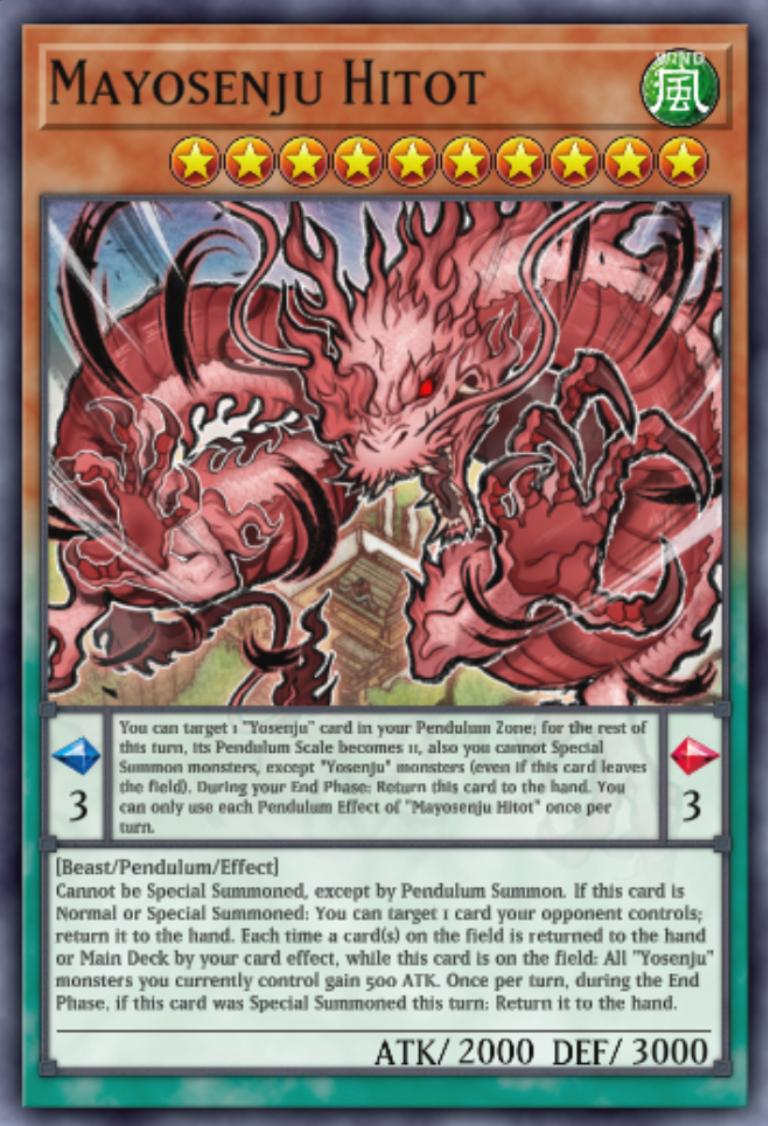 MAYOSENJU HITOT
WIND
風
You can target 1 "Yosenju" card in your Pendulum Zone; for the rest of
this turn, its Pendulum Scale becomes 11, also you cannot Special
Summon monsters, except "Yosenju" monsters (even if this card leaves
the field). During your End Phase: Return this card to the hand. You
can only use each Pendulum Effect of "Mayosenju Hitot" once per
turn.
3
3
[Beast/Pendulum/Effect]
Cannot be Special Summoned, except by Pendulum Summon. If this card is
Normal or Special Summoned: You can target 1 card your opponent controls;
return it to the hand. Each time a card(s) on the field is returned to the hand
or Main Deck by your card effect, while this card is on the field: All "Yosenju"
monsters you currently control gain 500 ATK. Once per turn, during the End
Phase, if this card was Special Summoned this turn: Return it to the hand.
ATK/ 2000 DEF/ 3000